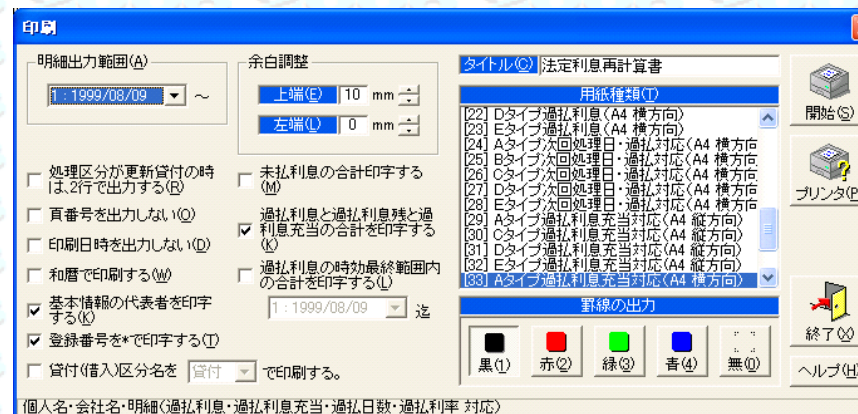 印刷
明細出力範囲(A)
1 : 1999/08/09 ～
余白調整
上端(E) 10 mm
左端(L) 0 mm
タイトル(C) 法定利息再計算書
用紙種類(T)
[22] Dタイプ過払利息(A4 横方向)
[23] Eタイプ過払利息(A4 横方向)
[24] Aタイプ次回処理日・過払対応(A4 横方向
[25] Bタイプ次回処理日・過払対応(A4 横方向
[26] Cタイプ次回処理日・過払対応(A4 横方向
[27] Dタイプ次回処理日・過払対応(A4 横方向
[28] Eタイプ次回処理日・過払対応(A4 横方向
[29] Aタイプ過払利息充当対応(A4 縦方向)
[30] Cタイプ過払利息充当対応(A4 縦方向)
[31] Dタイプ過払利息充当対応(A4 縦方向)
[32] Eタイプ過払利息充当対応(A4 縦方向)
[33] Aタイプ過払利息充当対応(A4 横方向)
処理区分が更新貸付の時
は、2行で出力する(R)
頁番号を出力しない(O)
印刷日時を出力しない(D)
和暦で印刷する(W)
基本情報の代表者を印字
する(K)
登録番号を*で印字する(T)
貸付(借入)区分名を 貸付 で印刷する。
未払利息の合計印字する
(M)
過払利息と過払利息残と過
利息充当の合計を印字する
(K)
過払利息の時効最終範囲内
の合計を印字する(L)
1 : 1999/08/09 迄
罫線の出力
黒(1) 赤(2) 緑(3) 青(4) 無(0)
開始(S)
プリンタ(P
終了(X)
ヘルプ(H
個人名・会社名・明細(過払利息・過払利息充当・過払日数・過払利率 対応)